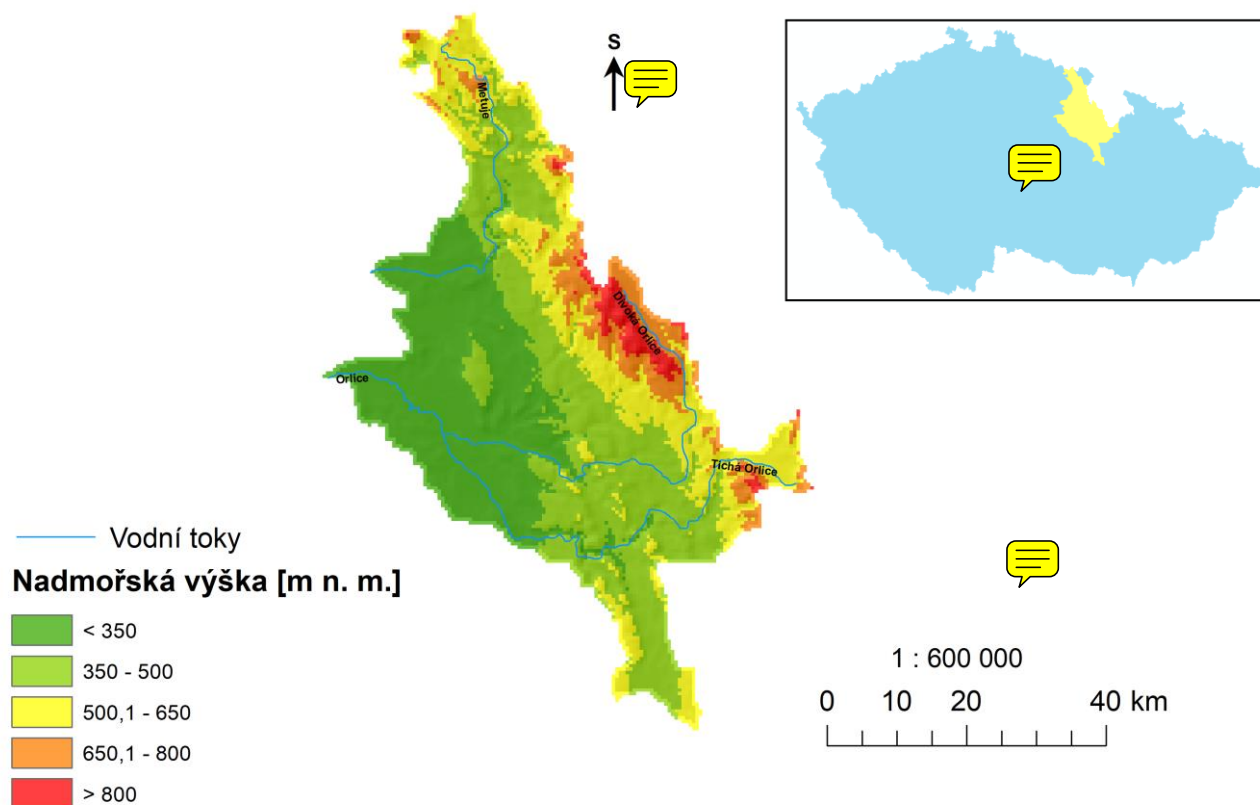 S
Metuje
Divoká Orlice
Orlice
Tichá Orlice
Vodní toky
Nadmořská výška [m n. m.]
< 350
350 - 500
500,1 - 650
650,1 - 800
> 800
1 : 600 000
0 10 20 40 km